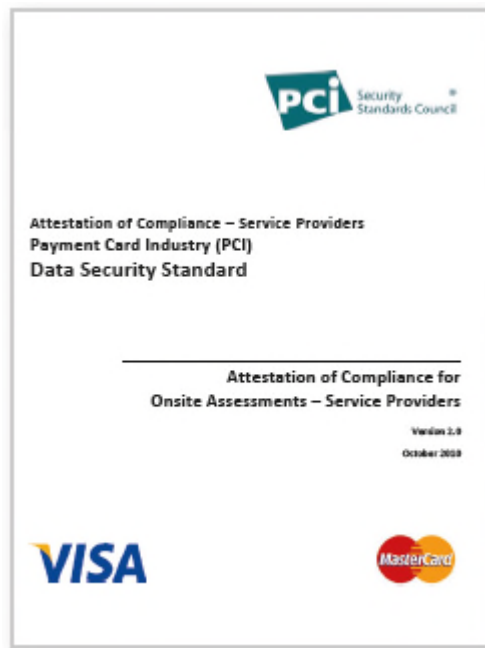 PCI Security
Standards Council
®
Attestation of Compliance – Service Providers
Payment Card Industry (PCI)
Data Security Standard
Attestation of Compliance for
Onsite Assessments – Service Providers
Version 2.0
October 2010
VISA
MasterCard